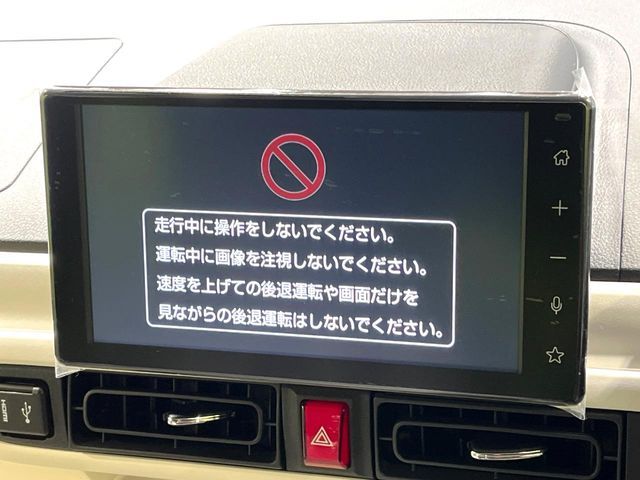 走行中に操作をしないでください。
運転中に画像を注視しないでください。
速度を上げての後退運転や画面だけを
見ながらの後退運転はしないでください。
HDMI